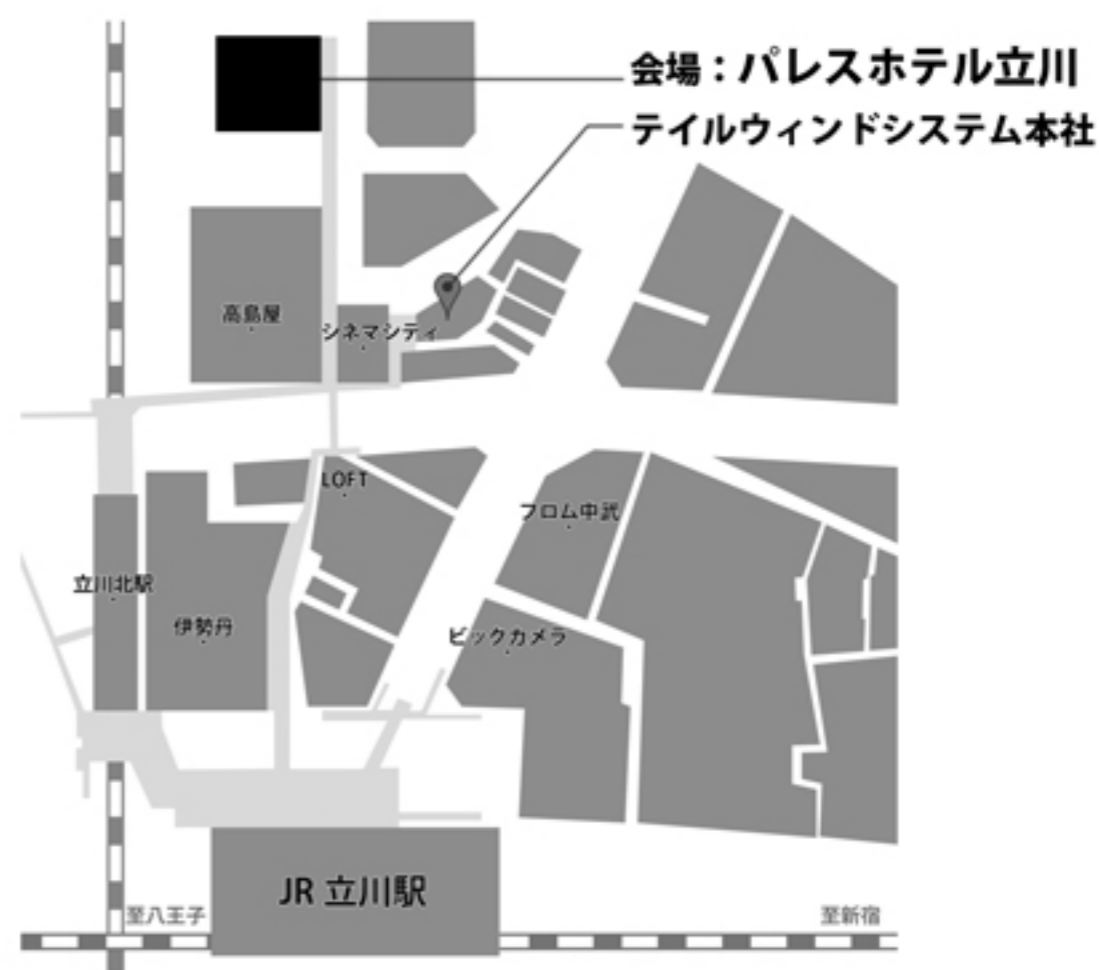 会場：パレスホテル立川
テイルウィンドシステム本社
高島屋
シネマシティ
LOFT
フロム中武
立川北駅
伊勢丹
ビックカメラ
JR 立川駅
至八王子
至新宿